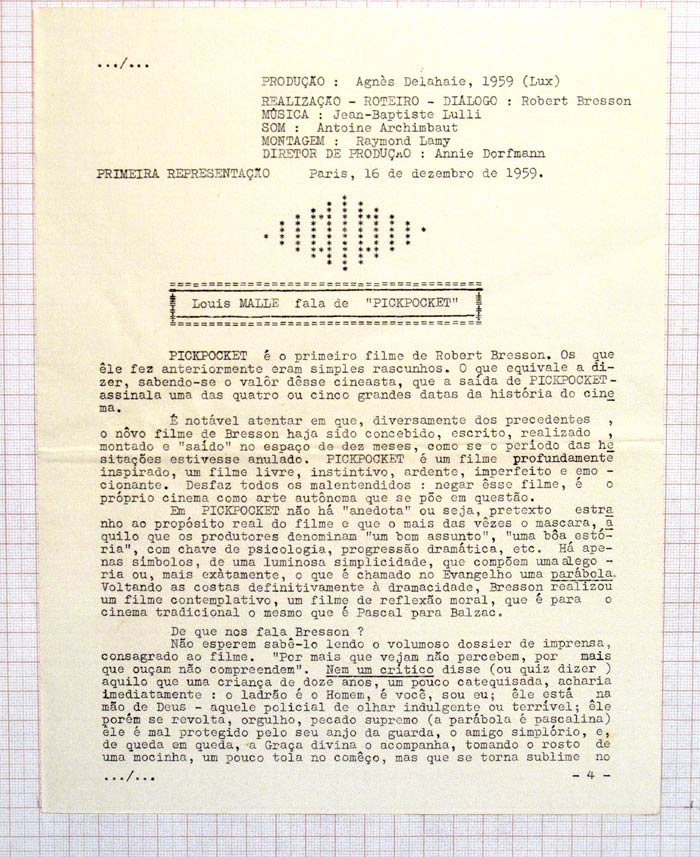 .../...
PRODUÇÃO : Agnès Delahaie, 1959 (Lux)
REALIZAÇÃO - ROTEIRO - DIÁLOGO : Robert Bresson
MÚSICA : Jean-Baptiste Lulli
SOM : Antoine Archimbaut
MONTAGEM : Raymond Lamy
DIRETOR DE PRODUÇÃO : Annie Dorfmann
PRIMEIRA REPRESENTAÇÃO Paris, 16 de dezembro de 1959.
Louis MALLE fala de "PICKPOCKET"
PICKPOCKET é o primeiro filme de Robert Bresson. Os que
êle fez anteriormente eram simples rascunhos. O que equivale a di-
zer, sabendo-se o valôr dêsse cineasta, que a saída de PICKPOCKET-
assinala uma das quatro ou cinco grandes datas da história do cine
ma.
É notável atentar em que, diversamente dos precedentes ,
o nôvo filme de Bresson haja sido concebido, escrito, realizado ,
montado e "saído" no espaço de dez meses, como se o período das he
sitações estivesse anulado. PICKPOCKET é um filme profundamente
inspirado, um filme livre, instintivo, ardente, imperfeito e emo -
cionante. Desfaz todos os malentendidos : negar êsse filme, é o
próprio cinema como arte autônoma que se põe em questão.
Em PICKPOCKET não há "anedota" ou seja, pretexto estra
nho ao propósito real do filme e que o mais das vêzes o mascara, a
quilo que os produtores denominam "um bom assunto", "uma bôa estó-
ria", com chave de psicologia, progressão dramática, etc. Há ape-
nas símbolos, de uma luminosa simplicidade, que compõem uma alego -
ria ou, mais exàtamente, o que é chamado no Evangelho uma parábola.
Voltando as costas definitivamente à dramacidade, Bresson realizou
um filme contemplativo, um filme de reflexão moral, que é para o
cinema tradicional o mesmo que é Pascal para Balzac.
De que nos fala Bresson ?
Não esperem sabê-lo lendo o volumoso dossier de imprensa,
consagrado ao filme. "Por mais que vejam não percebem, por mais
que ouçam não compreendem". Nem um crítico disse (ou quiz dizer )
aquilo que uma criança de doze anos, um pouco catequisada, acharia
imediatamente : o ladrão é o Homem, é você, sou eu; êle está na
mão de Deus - aquele policial de olhar indulgente ou terrível; êle
porém se revolta, orgulho, pecado supremo (a parábola é pascalina)
êle é mal protegido pelo seu anjo da guarda, o amigo simplório, e,
de queda em queda, a Graça divina o acompanha, tomando o rosto de
uma mocinha, um pouco tola no comêço, mas que se torna sublime no
.../... - 4 -